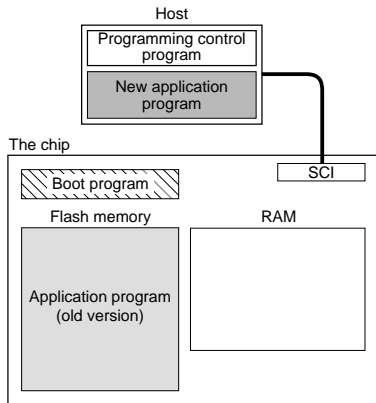 Host
Programming control
program
New application
program
The chip
SCI
Boot program
Flash memory
RAM
Application program
(old version)